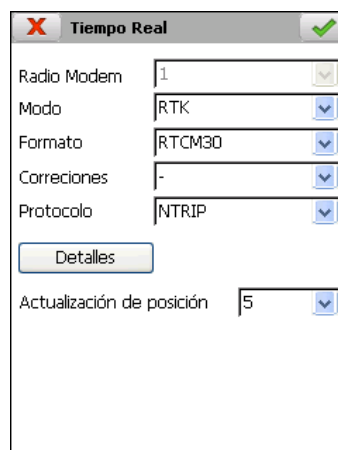 Tiempo Real
Radio Modem 1
Modo RTK
Formato RTCM30
Correciones -
Protocolo NTRIP
Detalles
Actualización de posición 5